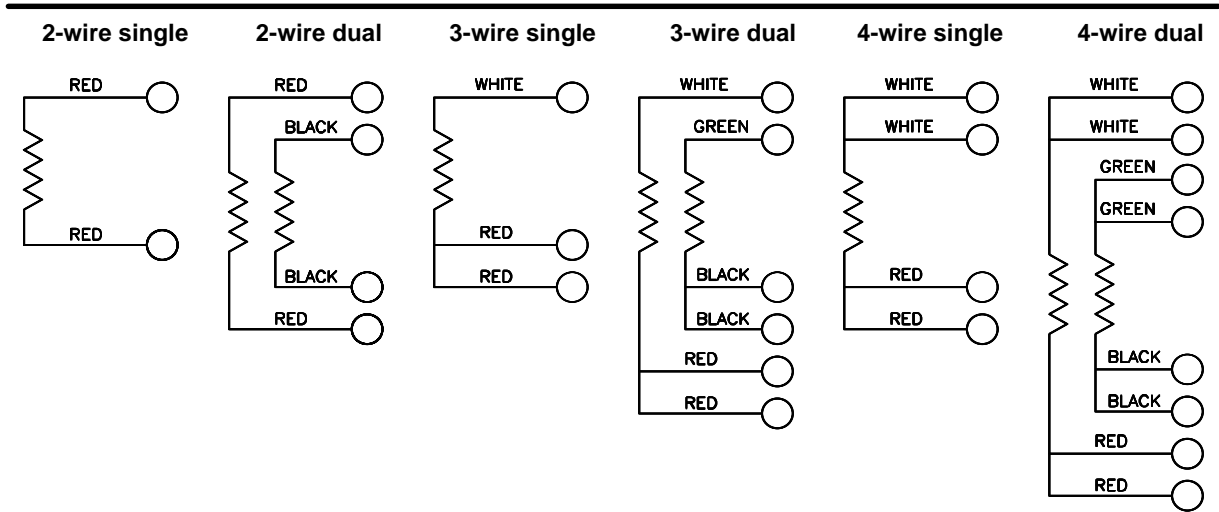 2-wire single
2-wire dual
3-wire single
3-wire dual
4-wire single
4-wire dual
RED
RED
RED
BLACK
BLACK
RED
WHITE
RED
RED
WHITE
GREEN
BLACK
BLACK
RED
RED
WHITE
WHITE
RED
RED
WHITE
WHITE
GREEN
GREEN
BLACK
BLACK
RED
RED